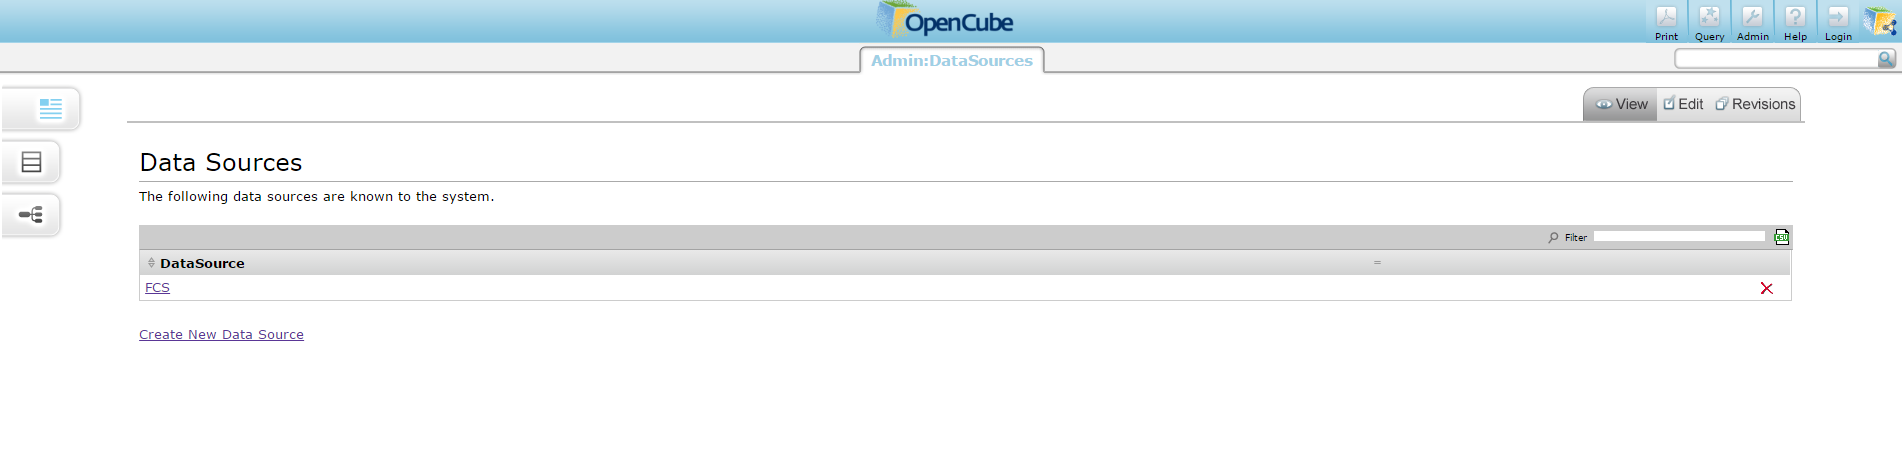 OpenCube
Print Query Admin Help Login
Admin:DataSources
View Edit Revisions
Data Sources
The following data sources are known to the system.
Filter
CSV
DataSource =
FCS
Create New Data Source